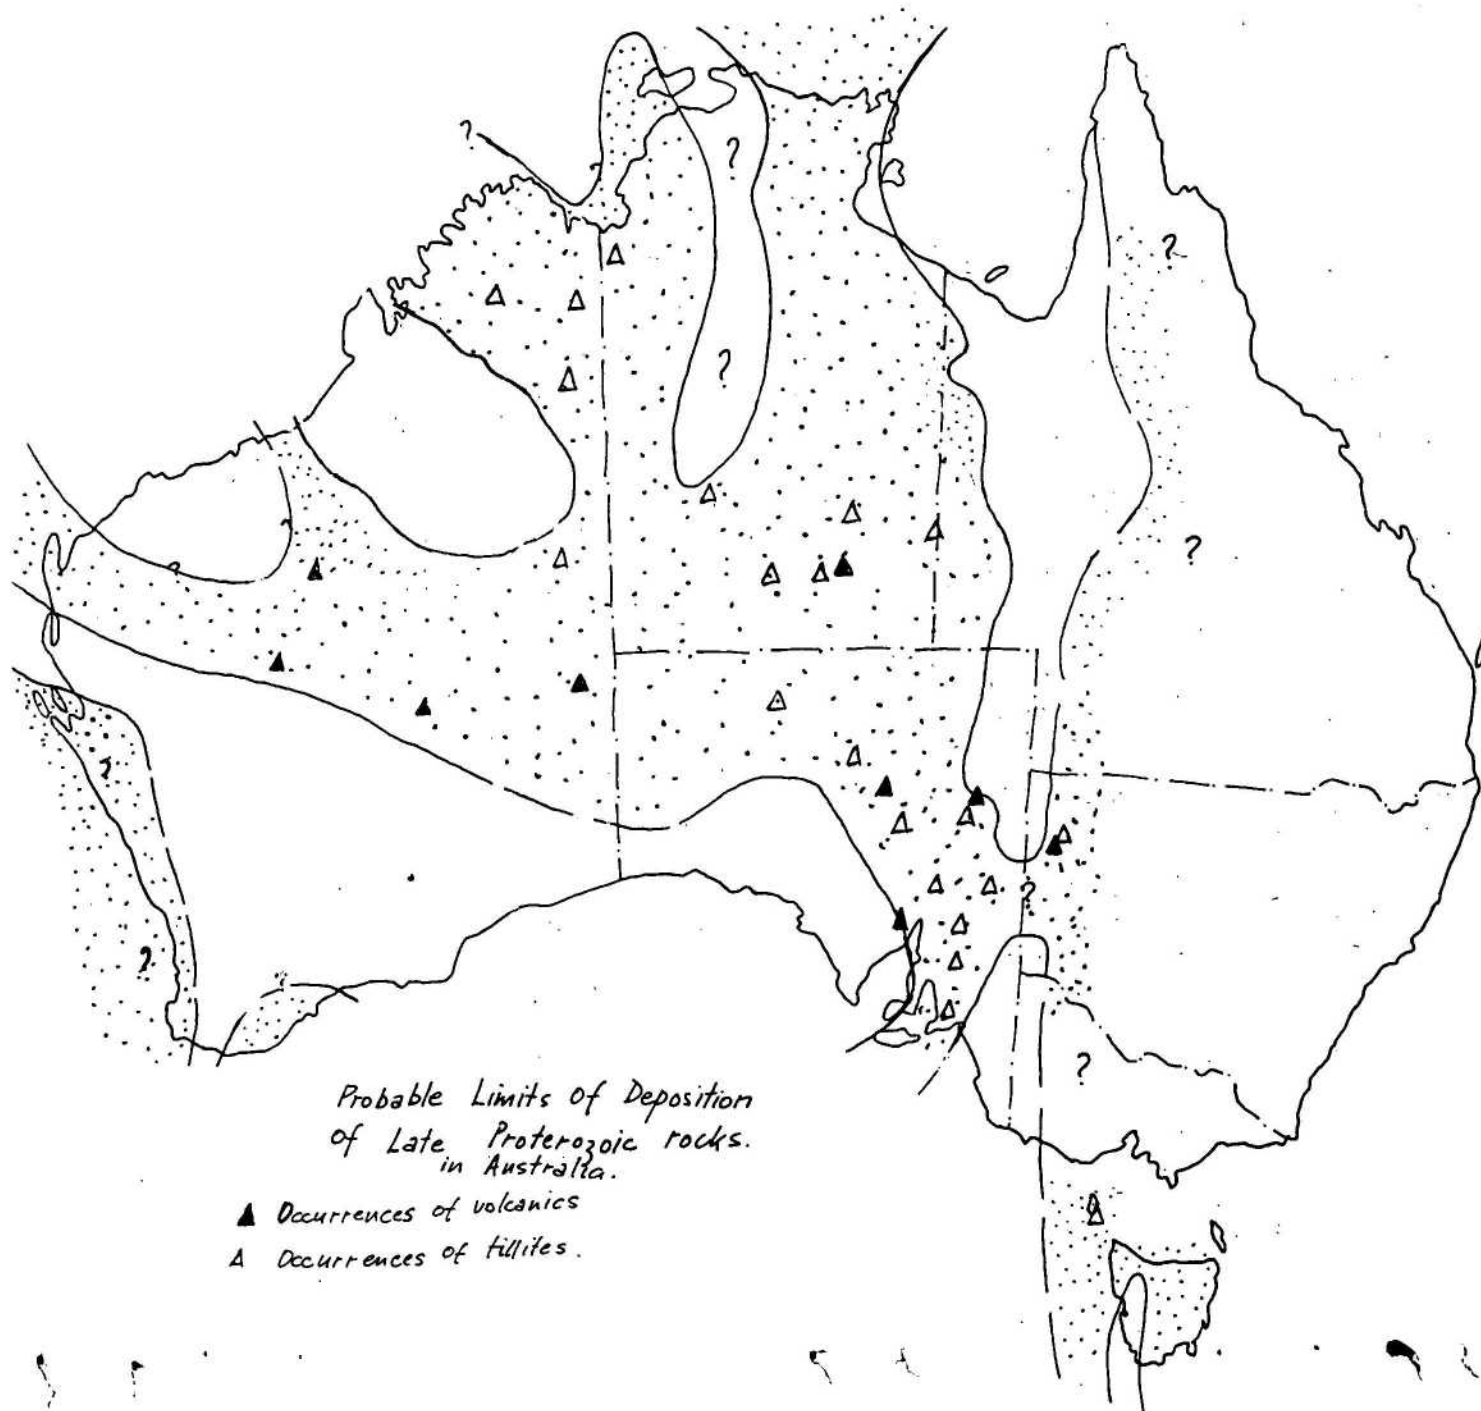 ?
?
?
?
?
?
?
?
?
?
?
Probable Limits of Deposition
of Late Proterozoic rocks.
in Australia.
▲ Occurrences of volcanics
△ Occurrences of tillites.